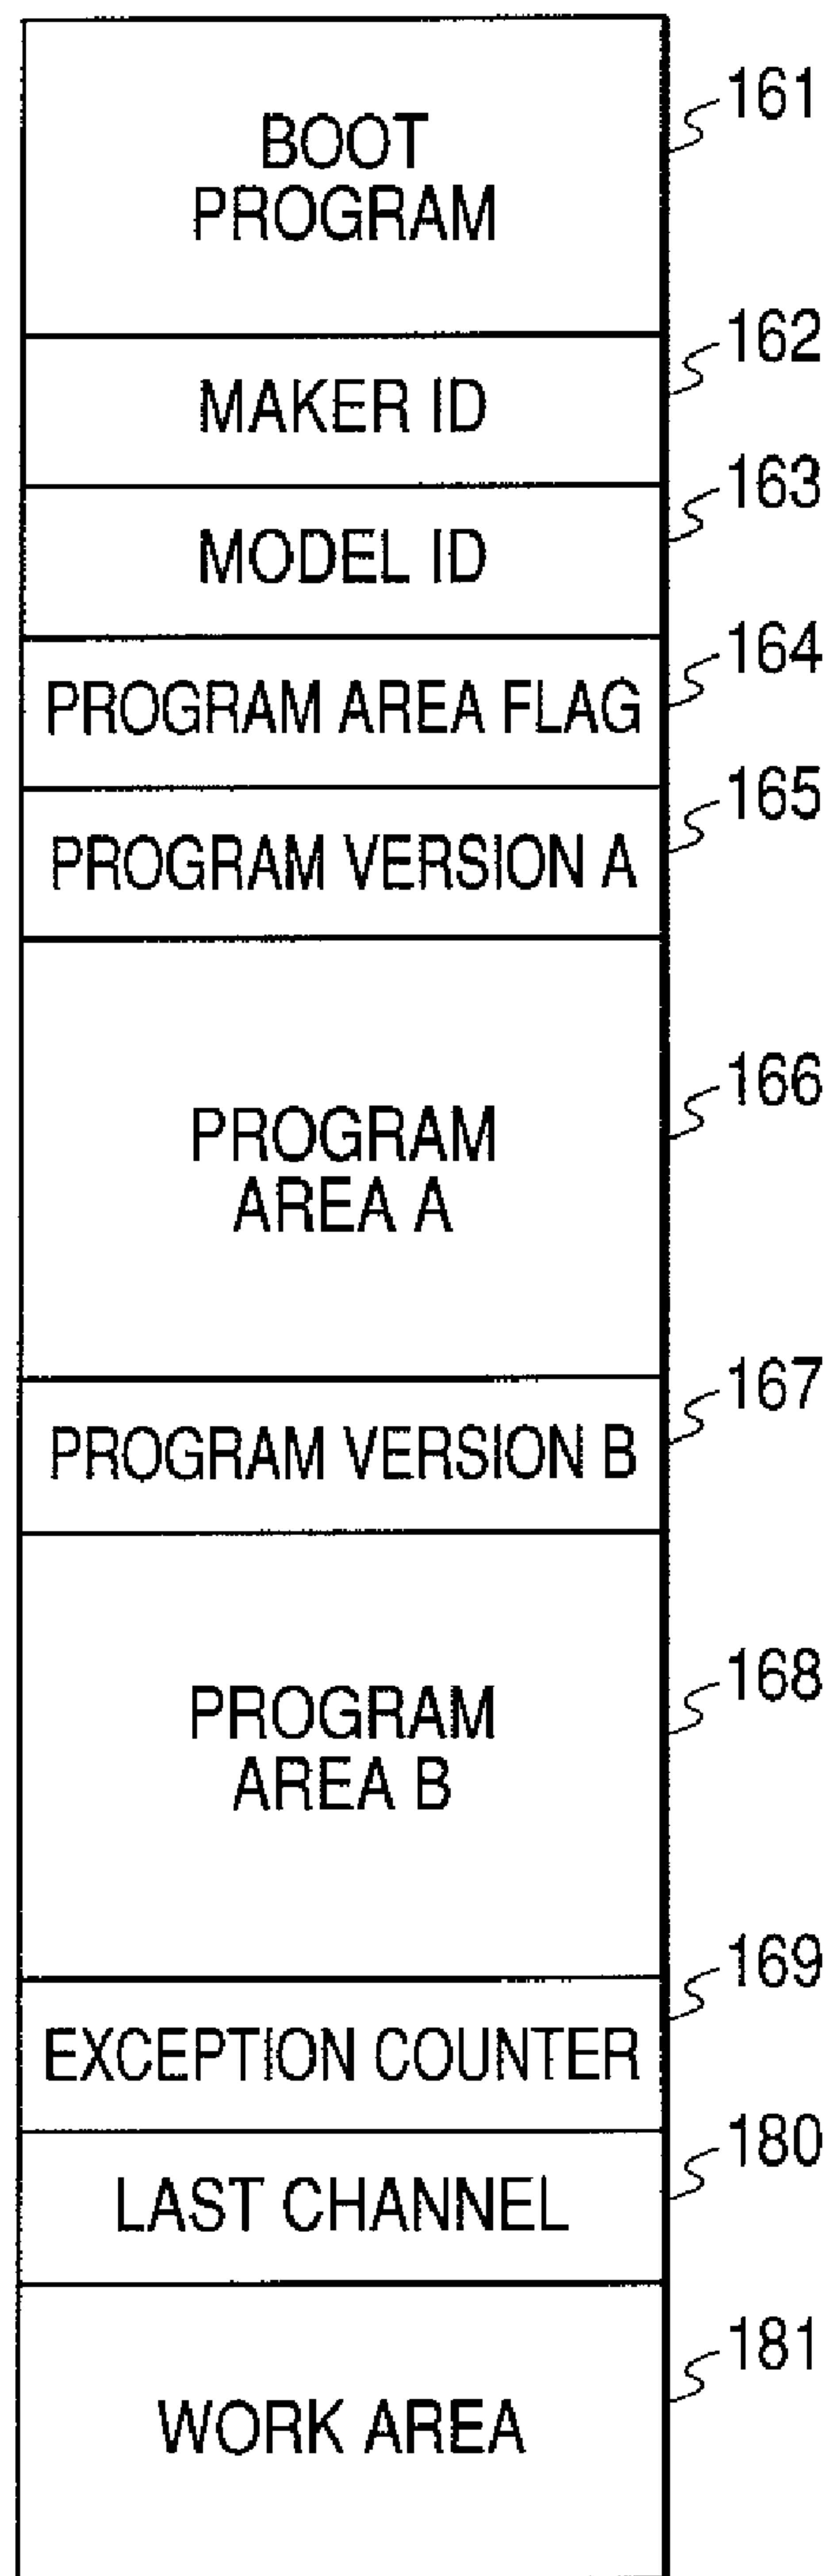 BOOT
PROGRAM
161
MAKER ID
162
MODEL ID
163
PROGRAM AREA FLAG
164
PROGRAM VERSION A
165
PROGRAM
AREA A
166
PROGRAM VERSION B
167
PROGRAM
AREA B
168
EXCEPTION COUNTER
169
LAST CHANNEL
180
WORK AREA
181